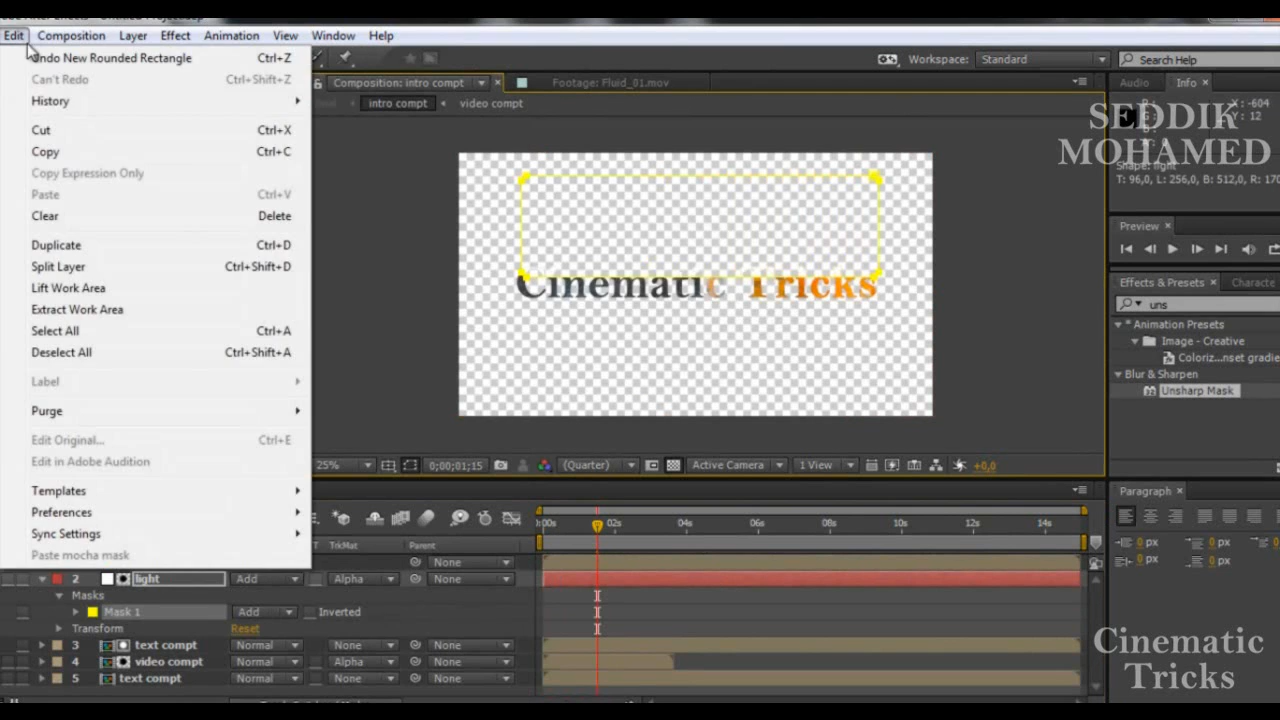 Edit Composition Layer Effect Animation View Window Help
Undo New Rounded Rectangle Ctrl+Z
Can't Redo Ctrl+Shift+Z
History
Cut Ctrl+X
Copy Ctrl+C
Copy Expression Only
Paste Ctrl+V
Clear Delete
Duplicate Ctrl+D
Split Layer Ctrl+Shift+D
Lift Work Area
Extract Work Area
Select All Ctrl+A
Deselect All Ctrl+Shift+A
Label
Purge
Edit Original... Ctrl+E
Edit in Adobe Audition
Templates
Preferences
Sync Settings
Paste mocha mask
Workspace: Standard Search Help
Composition: intro compt Footage: Fluid_01.mov
intro compt video compt
Cinematic Tricks
25% 0;00;01;15 (Quarter) Active Camera 1 View +0,0
Audio Info
X: -604
Y: 12
SEDDIK
MOHAMED
Shape: light
T: 96,0, L: 256,0, B: 512,0, R: 170
Preview
Effects & Presets Characte
uns
* Animation Presets
Image - Creative
Coloriz...nset gradie
Blur & Sharpen
Unsharp Mask
Paragraph
0 px 0 px 0
0 px 0 px
:00s 02s 04s 06s 08s 10s 12s 14s
T TrkMat Parent
None
2 light Add Alpha None
Masks
Mask 1 Add Inverted
Transform Reset
3 text compt Normal None None
4 video compt Normal Alpha None
5 text compt Normal None
Cinematic
Tricks